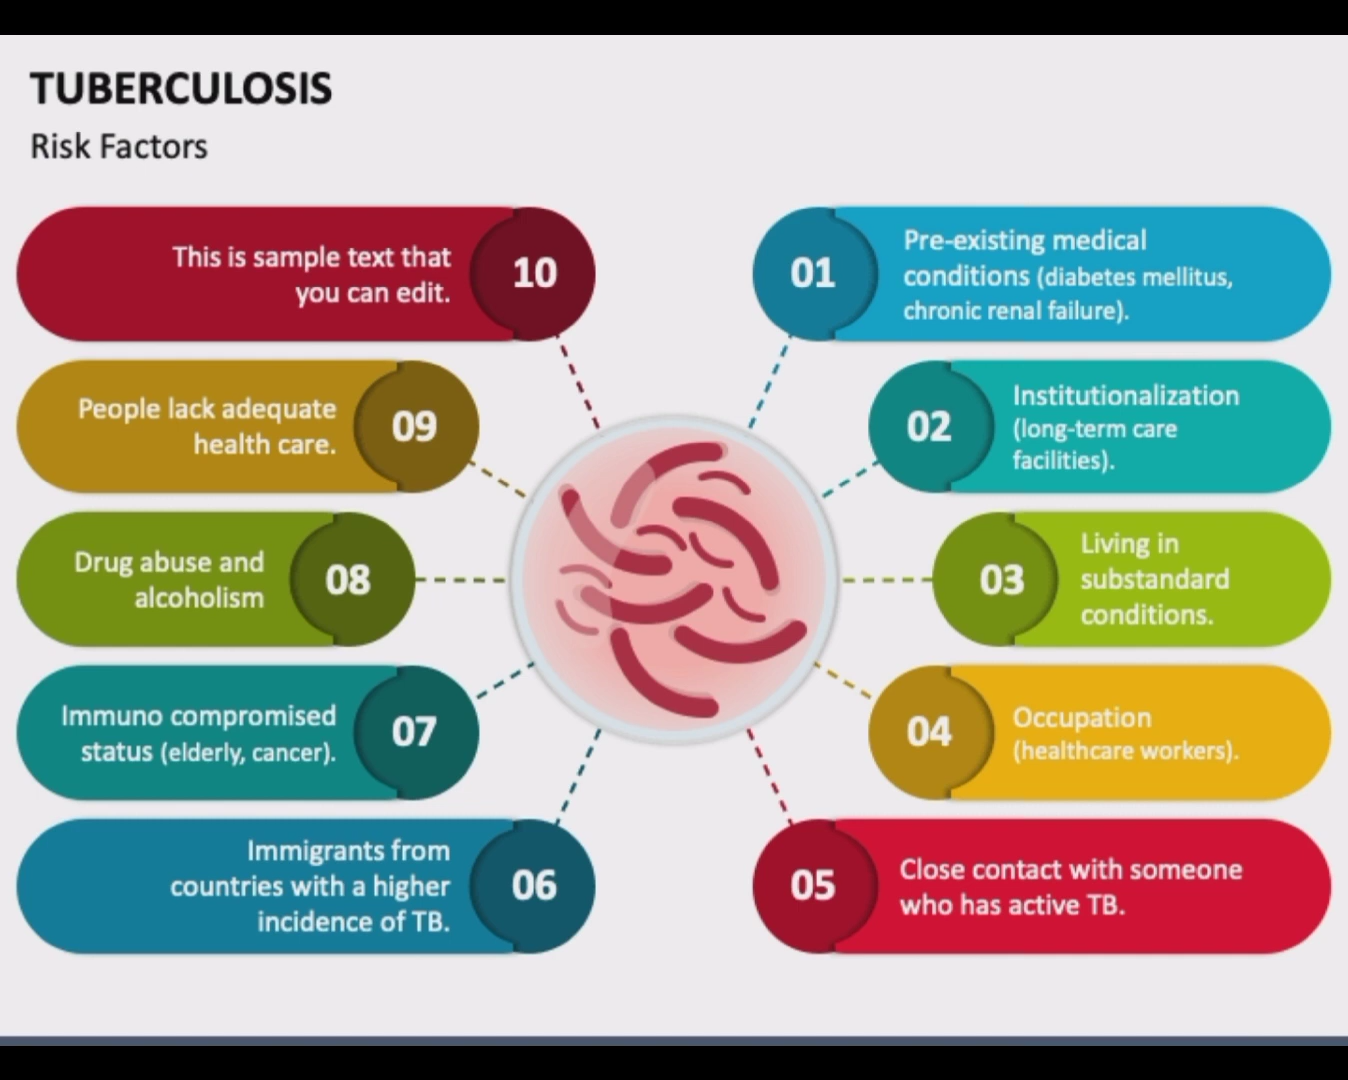 TUBERCULOSIS
Risk Factors
01
Pre-existing medical
conditions (diabetes mellitus,
chronic renal failure).
02
Institutionalization
(long-term care
facilities).
03
Living in
substandard
conditions.
04
Occupation
(healthcare workers).
05
Close contact with someone
who has active TB.
06
Immigrants from
countries with a higher
incidence of TB.
07
Immuno compromised
status (elderly, cancer).
08
Drug abuse and
alcoholism
09
People lack adequate
health care.
10
This is sample text that
you can edit.